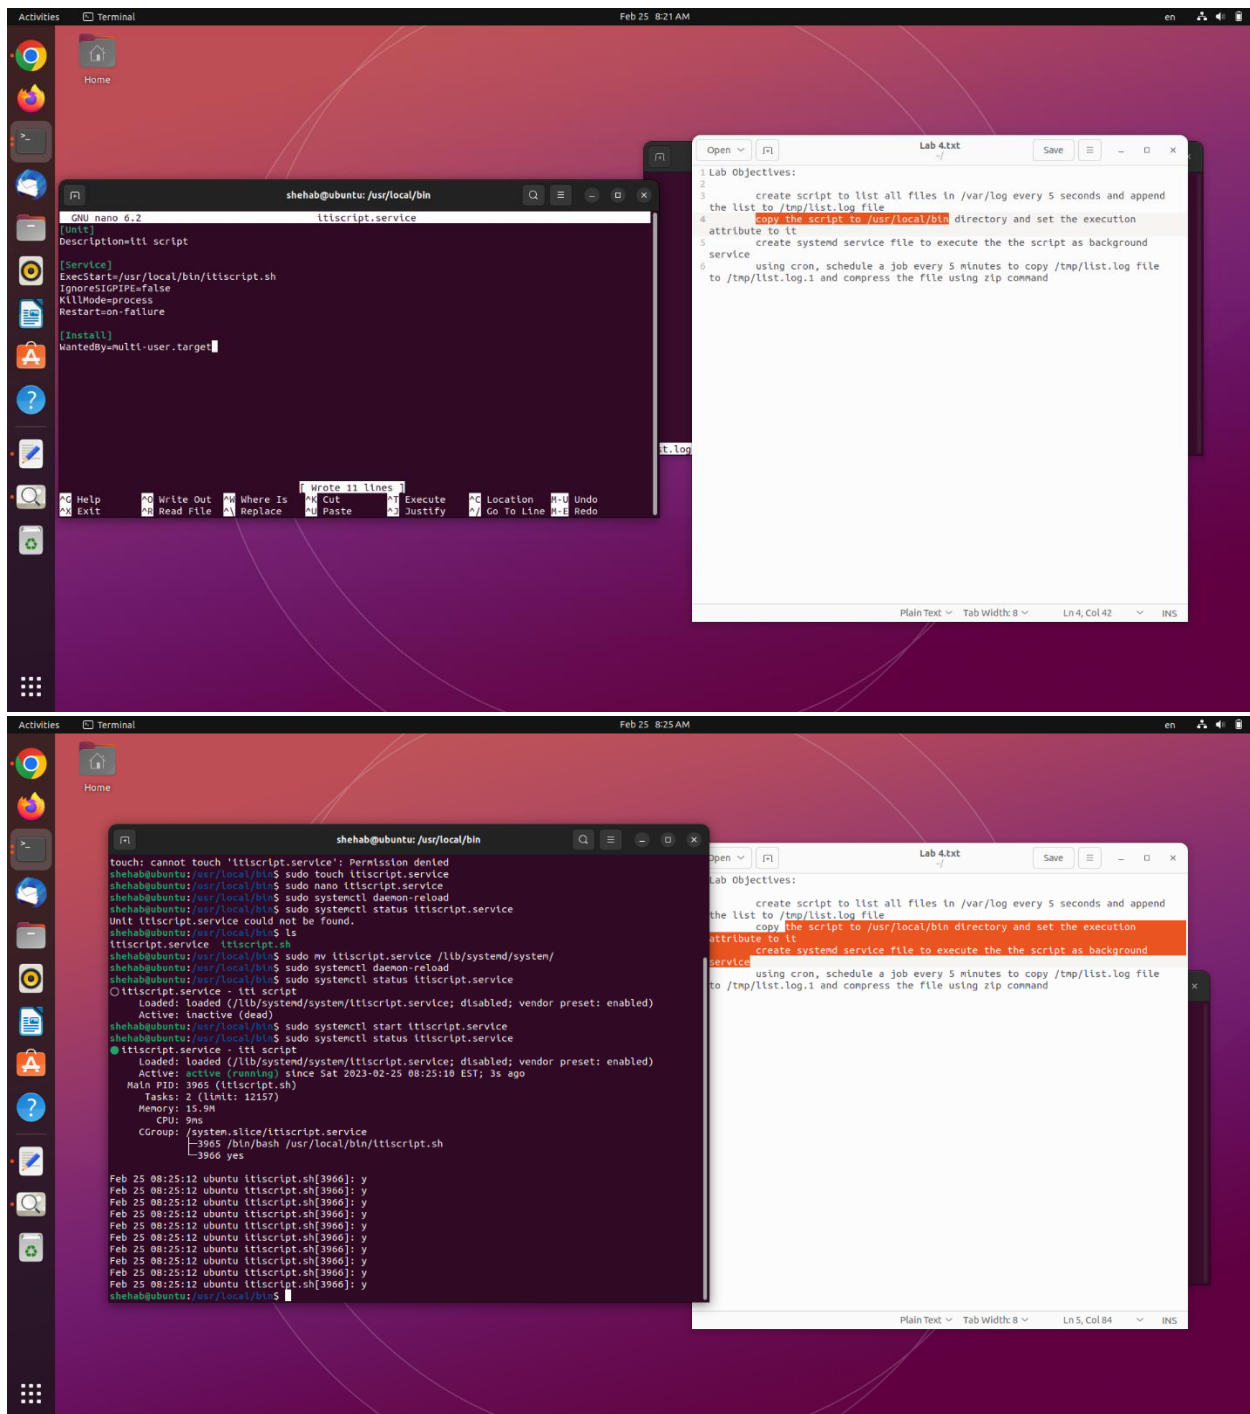 Activities Terminal Feb 25 8:21 AM en
Home
Open Lab 4.txt Save
~/
1 Lab Objectives:
2
3 create script to list all files in /var/log every 5 seconds and append
the list to /tmp/list.log file
4 copy the script to /usr/local/bin directory and set the execution
attribute to it
5 create systemd service file to execute the the script as background
service
6 using cron, schedule a job every 5 minutes to copy /tmp/list.log file
to /tmp/list.log.1 and compress the file using zip command
Plain Text Tab Width: 8 Ln 4, Col 42 INS
st.log
shehab@ubuntu: /usr/local/bin
GNU nano 6.2 itiscript.service
[Unit]
Description=iti script
[Service]
ExecStart=/usr/local/bin/itiscript.sh
IgnoreSIGPIPE=false
KillMode=process
Restart=on-failure
[Install]
WantedBy=multi-user.target
[ Wrote 11 lines ]
^G Help ^O Write Out ^W Where Is ^K Cut ^T Execute ^C Location M-U Undo
^X Exit ^R Read File ^\ Replace ^U Paste ^J Justify ^/ Go To Line M-E Redo
Activities Terminal Feb 25 8:25 AM en
Home
shehab@ubuntu: /usr/local/bin
touch: cannot touch 'itiscript.service': Permission denied
shehab@ubuntu:/usr/local/bin$ sudo touch itiscript.service
shehab@ubuntu:/usr/local/bin$ sudo nano itiscript.service
shehab@ubuntu:/usr/local/bin$ sudo systemctl daemon-reload
shehab@ubuntu:/usr/local/bin$ sudo systemctl status itiscript.service
Unit itiscript.service could not be found.
shehab@ubuntu:/usr/local/bin$ ls
itiscript.service itiscript.sh
shehab@ubuntu:/usr/local/bin$ sudo mv itiscript.service /lib/systemd/system/
shehab@ubuntu:/usr/local/bin$ sudo systemctl daemon-reload
shehab@ubuntu:/usr/local/bin$ sudo systemctl status itiscript.service
○ itiscript.service - iti script
Loaded: loaded (/lib/systemd/system/itiscript.service; disabled; vendor preset: enabled)
Active: inactive (dead)
shehab@ubuntu:/usr/local/bin$ sudo systemctl start itiscript.service
shehab@ubuntu:/usr/local/bin$ sudo systemctl status itiscript.service
● itiscript.service - iti script
Loaded: loaded (/lib/systemd/system/itiscript.service; disabled; vendor preset: enabled)
Active: active (running) since Sat 2023-02-25 08:25:10 EST; 3s ago
Main PID: 3965 (itiscript.sh)
Tasks: 2 (limit: 12157)
Memory: 15.9M
CPU: 9ms
CGroup: /system.slice/itiscript.service
├─3965 /bin/bash /usr/local/bin/itiscript.sh
└─3966 yes
Feb 25 08:25:12 ubuntu itiscript.sh[3966]: y
Feb 25 08:25:12 ubuntu itiscript.sh[3966]: y
Feb 25 08:25:12 ubuntu itiscript.sh[3966]: y
Feb 25 08:25:12 ubuntu itiscript.sh[3966]: y
Feb 25 08:25:12 ubuntu itiscript.sh[3966]: y
Feb 25 08:25:12 ubuntu itiscript.sh[3966]: y
Feb 25 08:25:12 ubuntu itiscript.sh[3966]: y
Feb 25 08:25:12 ubuntu itiscript.sh[3966]: y
Feb 25 08:25:12 ubuntu itiscript.sh[3966]: y
Feb 25 08:25:12 ubuntu itiscript.sh[3966]: y
shehab@ubuntu:/usr/local/bin$
Open Lab 4.txt Save
~/
Lab Objectives:
create script to list all files in /var/log every 5 seconds and append
the list to /tmp/list.log file
copy the script to /usr/local/bin directory and set the execution
attribute to it
create systemd service file to execute the the script as background
service
using cron, schedule a job every 5 minutes to copy /tmp/list.log file
to /tmp/list.log.1 and compress the file using zip command
Plain Text Tab Width: 8 Ln 5, Col 84 INS